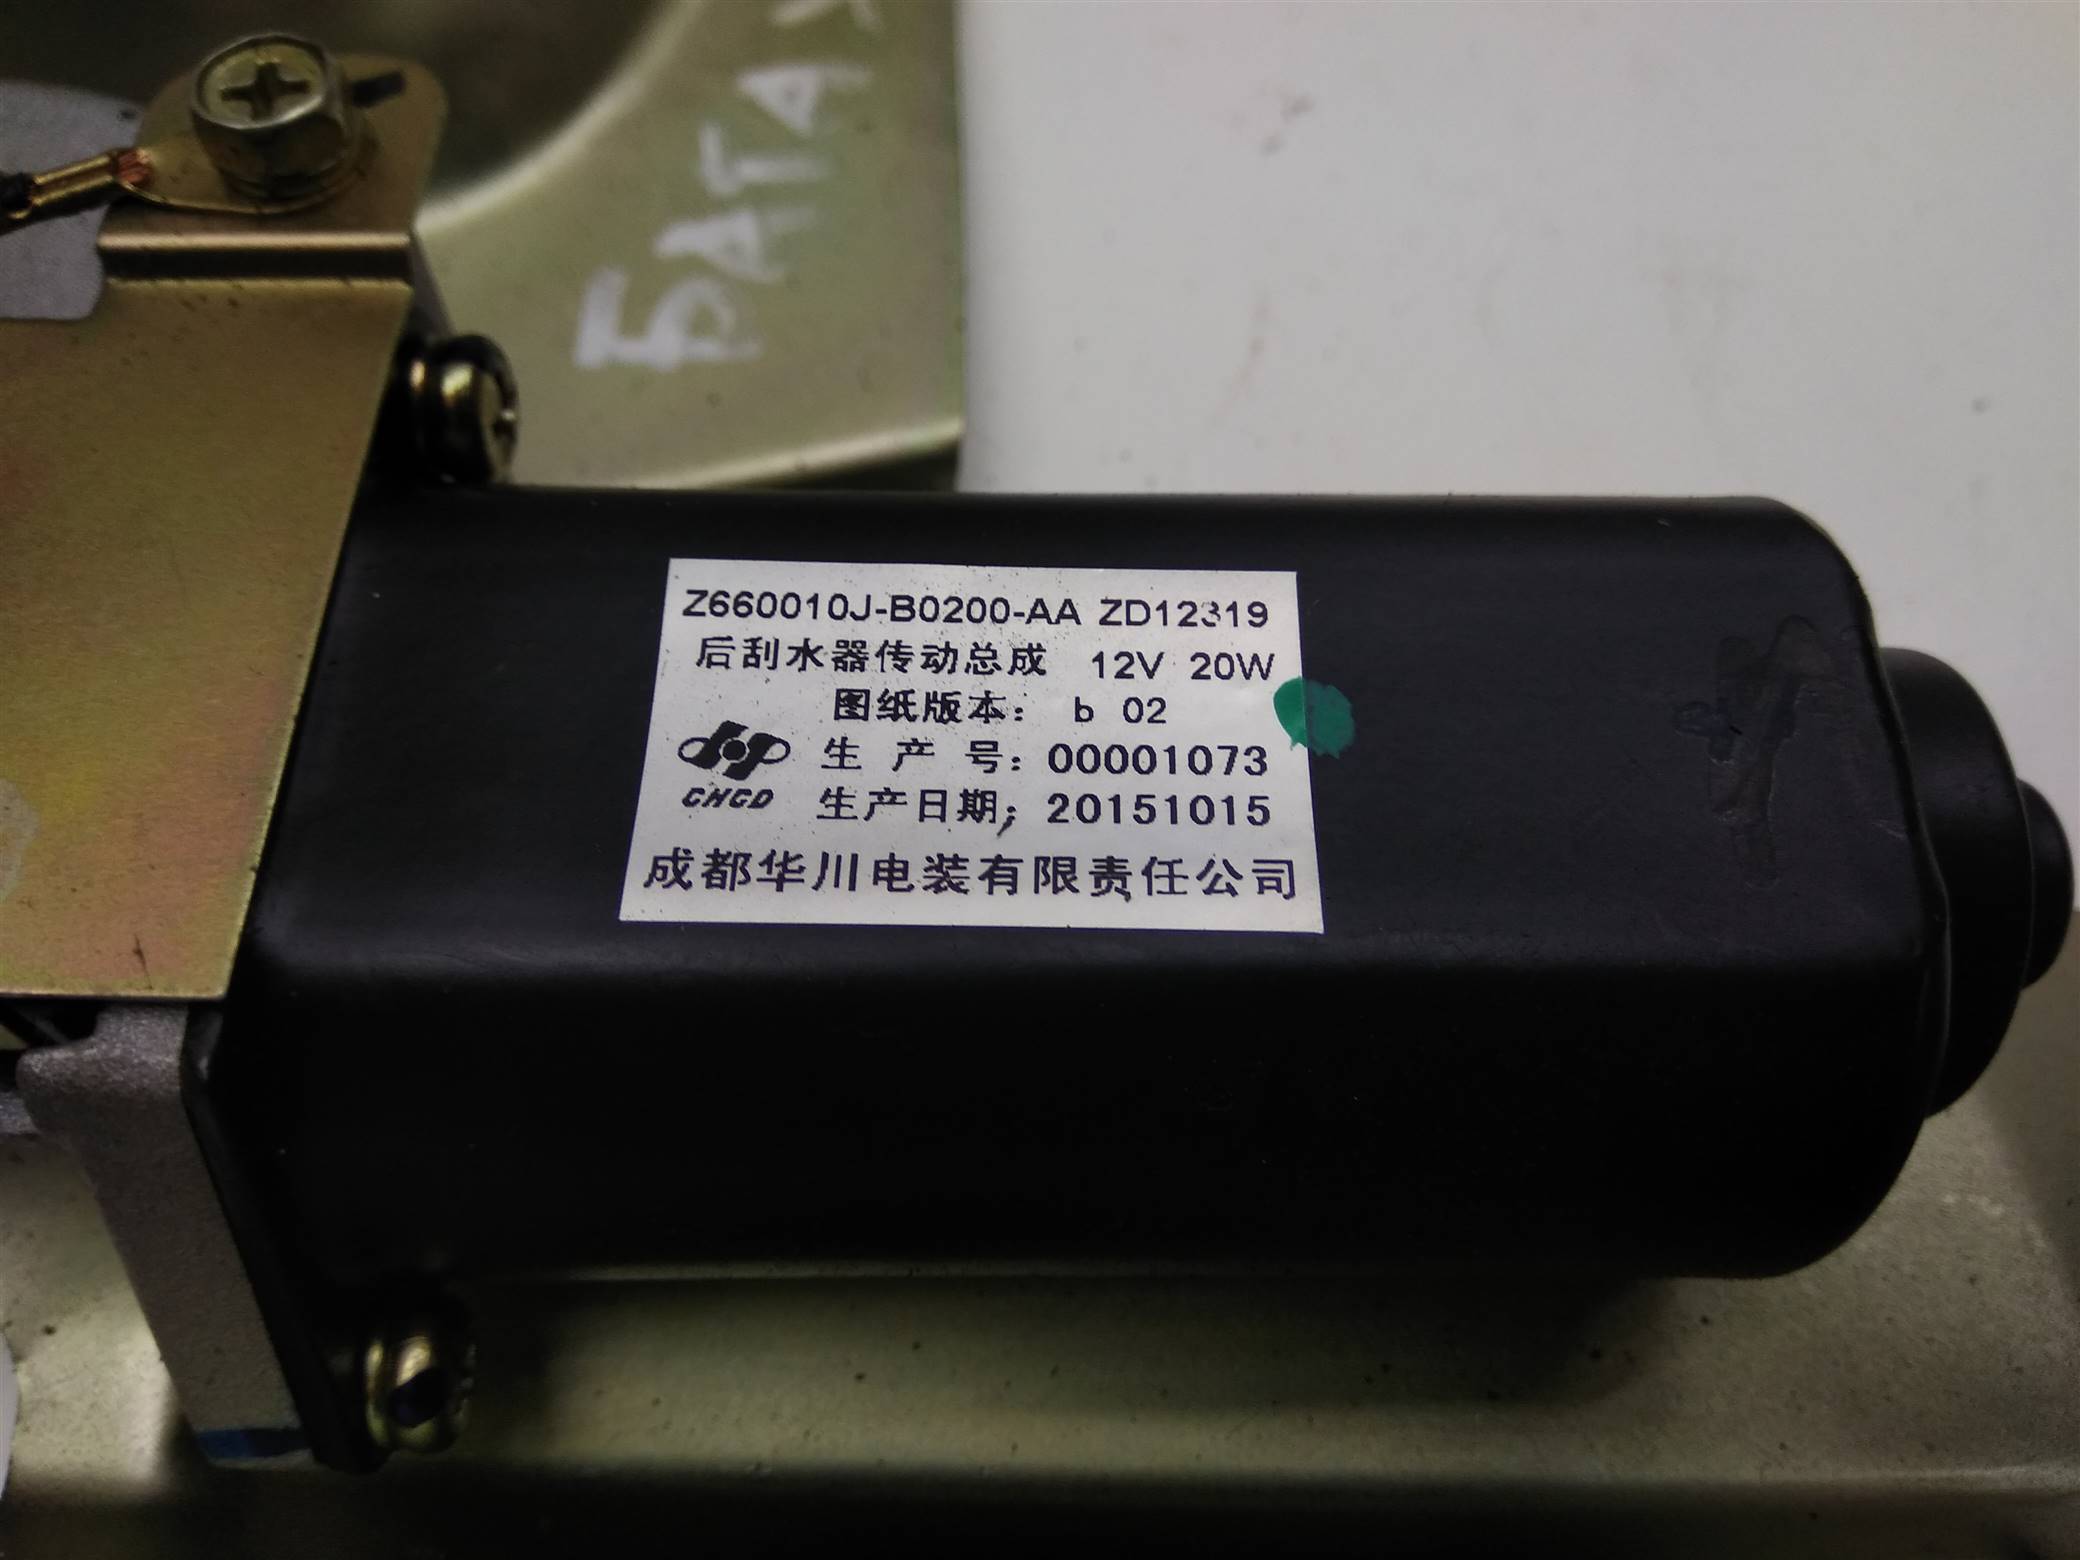 БАТАУ
Z660010J-B0200-AA ZD12319
后刮水器传动总成 12V 20W
图纸版本: b 02
生产号: 00001073
CHCD
生产日期; 20151015
成都华川电装有限责任公司